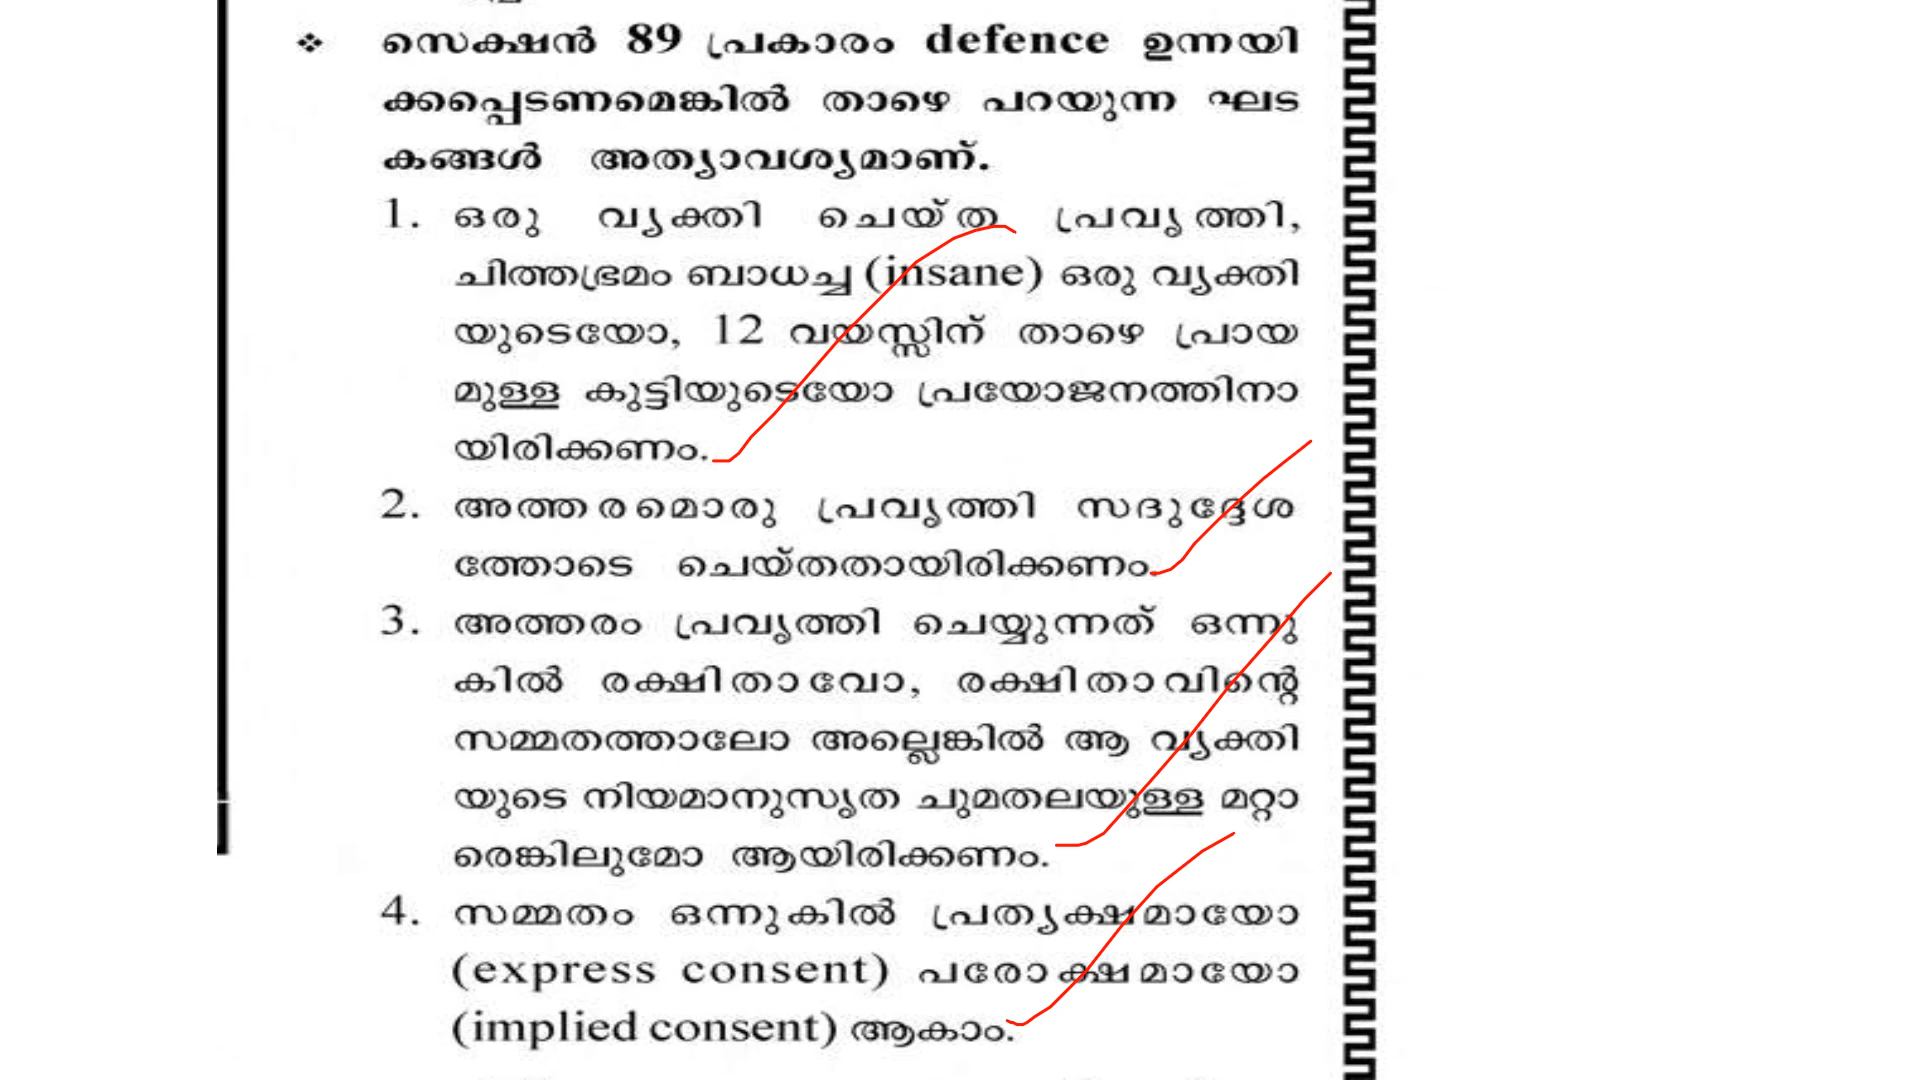 ❖ സെക്ഷൻ 89 പ്രകാരം defence ഉന്നയി
ക്കപ്പെടണമെങ്കിൽ താഴെ പറയുന്ന ഘട
കങ്ങൾ അത്യാവശ്യമാണ്.
1. ഒരു വ്യക്തി ചെയ്ത പ്രവൃത്തി,
ചിത്തഭ്രമം ബാധച്ച (insane) ഒരു വ്യക്തി
യുടെയോ, 12 വയസ്സിന് താഴെ പ്രായ
മുള്ള കുട്ടിയുടെയോ പ്രയോജനത്തിനാ
യിരിക്കണം.
2. അത്തരമൊരു പ്രവൃത്തി സദുദ്ദേശ
ത്തോടെ ചെയ്തതായിരിക്കണം.
3. അത്തരം പ്രവൃത്തി ചെയ്യുന്നത് ഒന്നു
കിൽ രക്ഷിതാവോ, രക്ഷിതാവിന്റെ
സമ്മതത്താലോ അല്ലെങ്കിൽ ആ വ്യക്തി
യുടെ നിയമാനുസൃത ചുമതലയുള്ള മറ്റാ
രെങ്കിലുമോ ആയിരിക്കണം.
4. സമ്മതം ഒന്നുകിൽ പ്രത്യക്ഷമായോ
(express consent) പരോക്ഷമായോ
(implied consent) ആകാം.